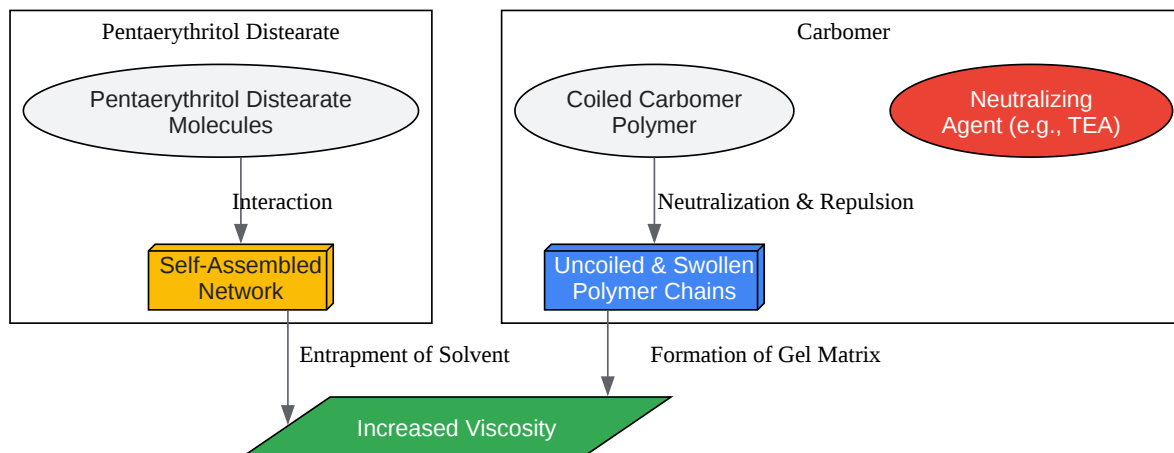 Pentaerythritol Distearate
Pentaerythritol Distearate
Molecules
Interaction
Self-Assembled
Network
Entrapment of Solvent
Carbomer
Coiled Carbomer
Polymer
Neutralizing
Agent (e.g., TEA)
Neutralization & Repulsion
Uncoiled & Swollen
Polymer Chains
Formation of Gel Matrix
Increased Viscosity